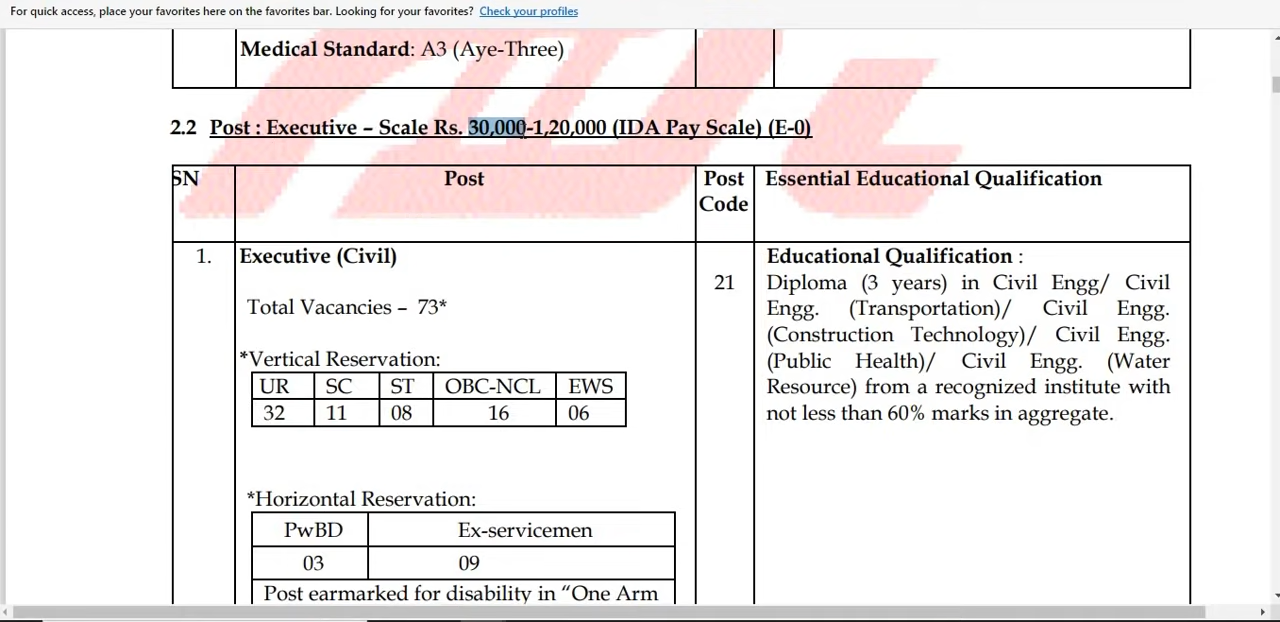 For quick access, place your favorites here on the favorites bar. Looking for your favorites? Check your profiles
Medical Standard: A3 (Aye-Three)
2.2 Post : Executive – Scale Rs. 30,000-1,20,000 (IDA Pay Scale) (E-0)
SN Post Post Code Essential Educational Qualification
1. Executive (Civil)
Total Vacancies – 73*
*Vertical Reservation:
UR SC ST OBC-NCL EWS
32 11 08 16 06
*Horizontal Reservation:
PwBD Ex-servicemen
03 09
Post earmarked for disability in “One Arm
21
Educational Qualification :
Diploma (3 years) in Civil Engg/ Civil
Engg. (Transportation)/ Civil Engg.
(Construction Technology)/ Civil Engg.
(Public Health)/ Civil Engg. (Water
Resource) from a recognized institute with
not less than 60% marks in aggregate.